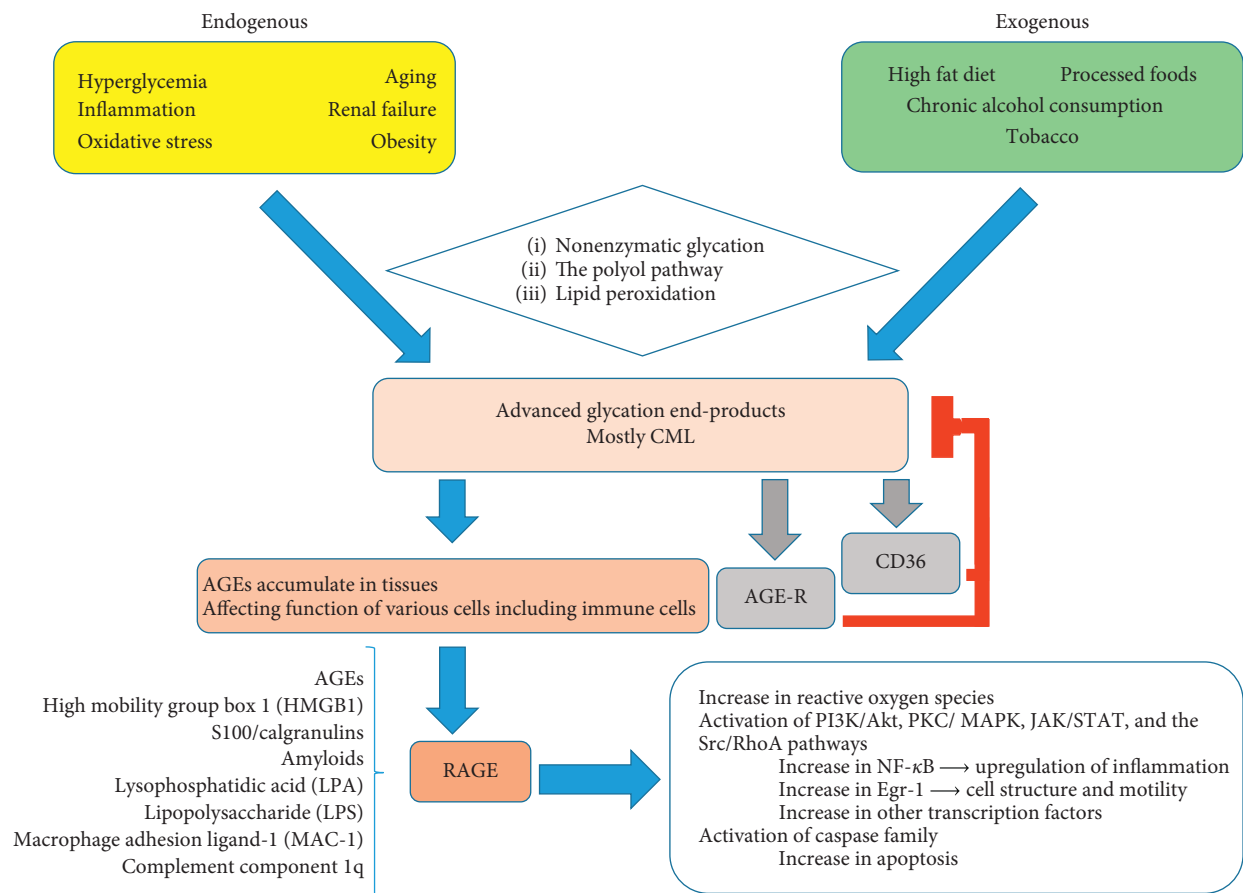 Endogenous
Exogenous
Hyperglycemia
Inflammation
Oxidative stress
Aging
Renal failure
Obesity
High fat diet
Processed foods
Chronic alcohol consumption
Tobacco
(i) Nonenzymatic glycation
(ii) The polyol pathway
(iii) Lipid peroxidation
Advanced glycation end-products
Mostly CML
AGEs accumulate in tissues
Affecting function of various cells including immune cells
AGE-R
CD36
AGEs
High mobility group box 1 (HMGB1)
S100/calgranulins
Amyloids
Lysophosphatidic acid (LPA)
Lipopolysaccharide (LPS)
Macrophage adhesion ligand-1 (MAC-1)
Complement component 1q
RAGE
Increase in reactive oxygen species
Activation of PI3K/Akt, PKC/ MAPK, JAK/STAT, and the
Src/RhoA pathways
Increase in NF-κB ⟶ upregulation of inflammation
Increase in Egr-1 ⟶ cell structure and motility
Increase in other transcription factors
Activation of caspase family
Increase in apoptosis